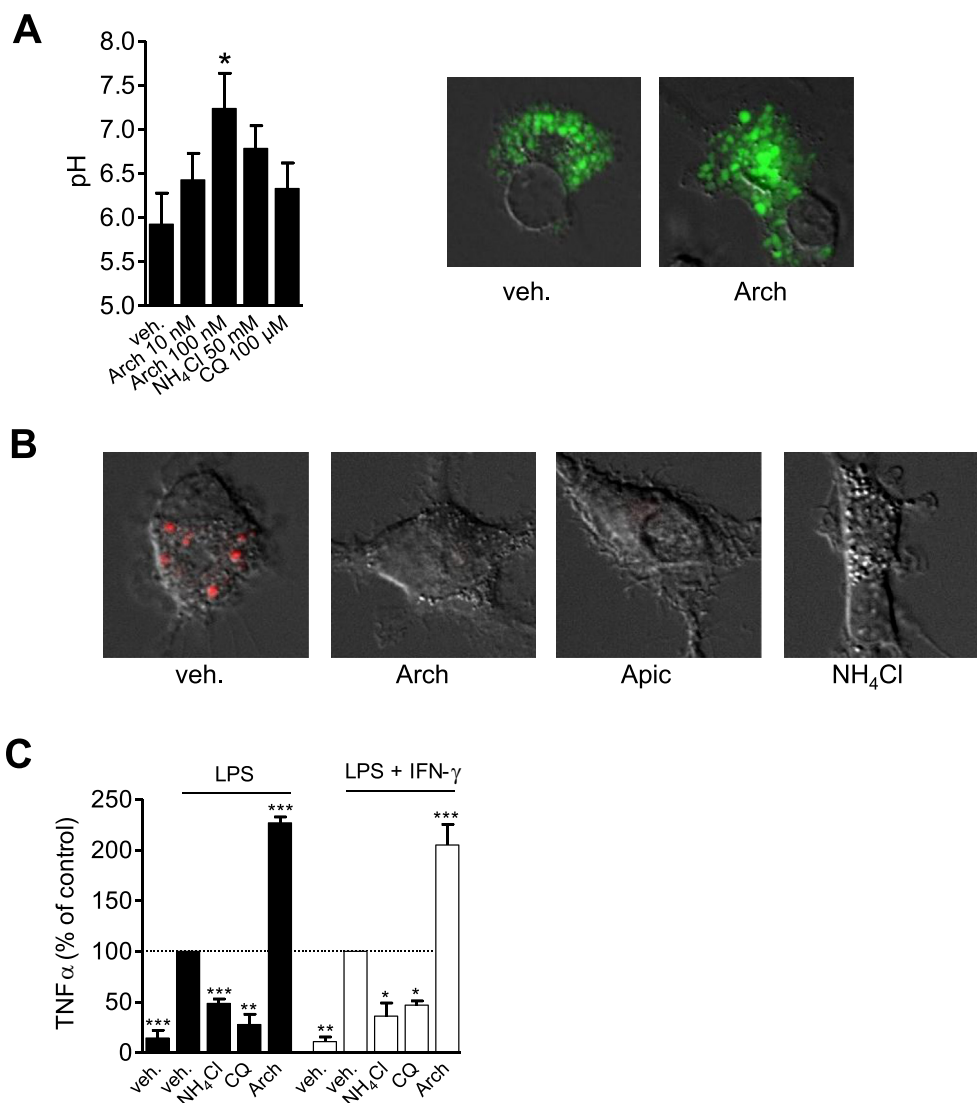 A
8.0
7.5
7.0
6.5
6.0
5.5
5.0
pH
*
veh.
Arch 10 nM
Arch 100 nM
NH₄Cl 50 mM
CQ 100 µM
veh.
Arch
B
veh.
Arch
Apic
NH₄Cl
C
LPS
LPS + IFN-γ
250
200
150
100
50
0
TNFα (% of control)
***
***
**
***
**
*
*
***
veh.
veh.
NH₄Cl
CQ
Arch
veh.
veh.
NH₄Cl
CQ
Arch